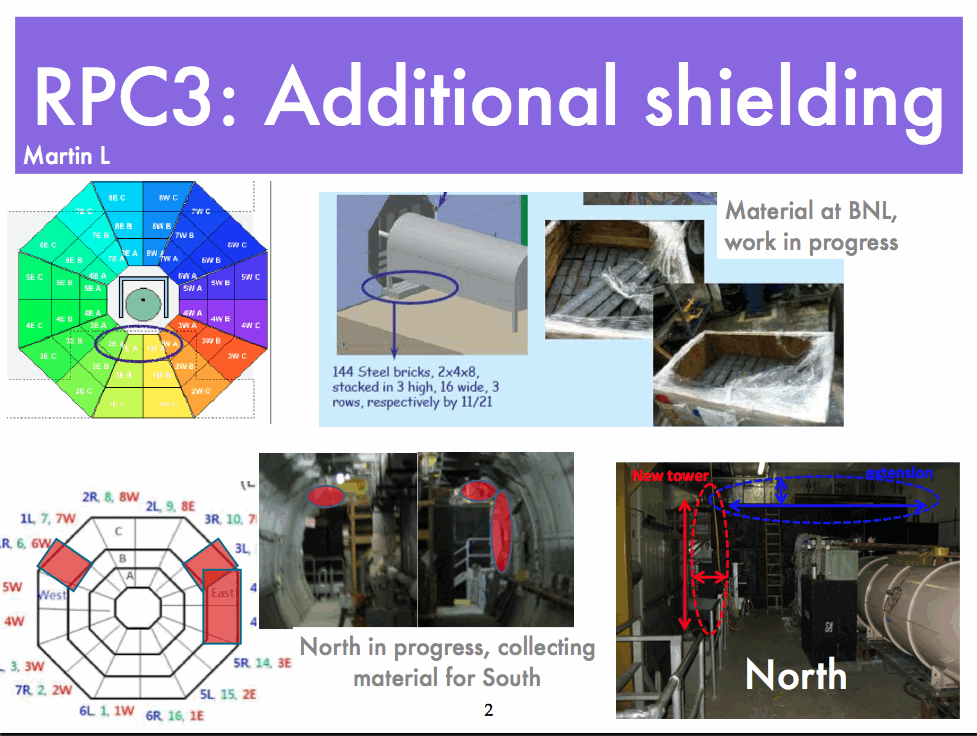 RPC3: Additional shielding
Martin L
8E C
8W C
7E C
7W C
8E B
8W B
7E B
7W B
6E C
6W C
6E B
6W B
8W A
7E A
7W A
6E A
6W A
5E C
5E B
5E A
5W A
5W B
5W C
4E C
4E B
4W A
4W B
4W C
3E A
3W A
3E B
3W B
3E C
3W C
2E A
2E B
2W B
2E C
2W C
1E B
1W B
1E C
1W C
144 Steel bricks, 2x4x8,
stacked in 3 high, 16 wide, 3
rows, respectively by 11/21
Material at BNL,
work in progress
2R, 8, 8W
2L, 9, 8E
1L, 7, 7W
3R, 10,
6, 6W
3L,
C
B
A
5W
West
East
4W
3, 3W
5R, 14, 3E
7R, 2, 2W
5L, 15, 2E
6L, 1, 1W
6R, 16, 1E
North in progress, collecting
material for South
New tower
extension
S2
North
2